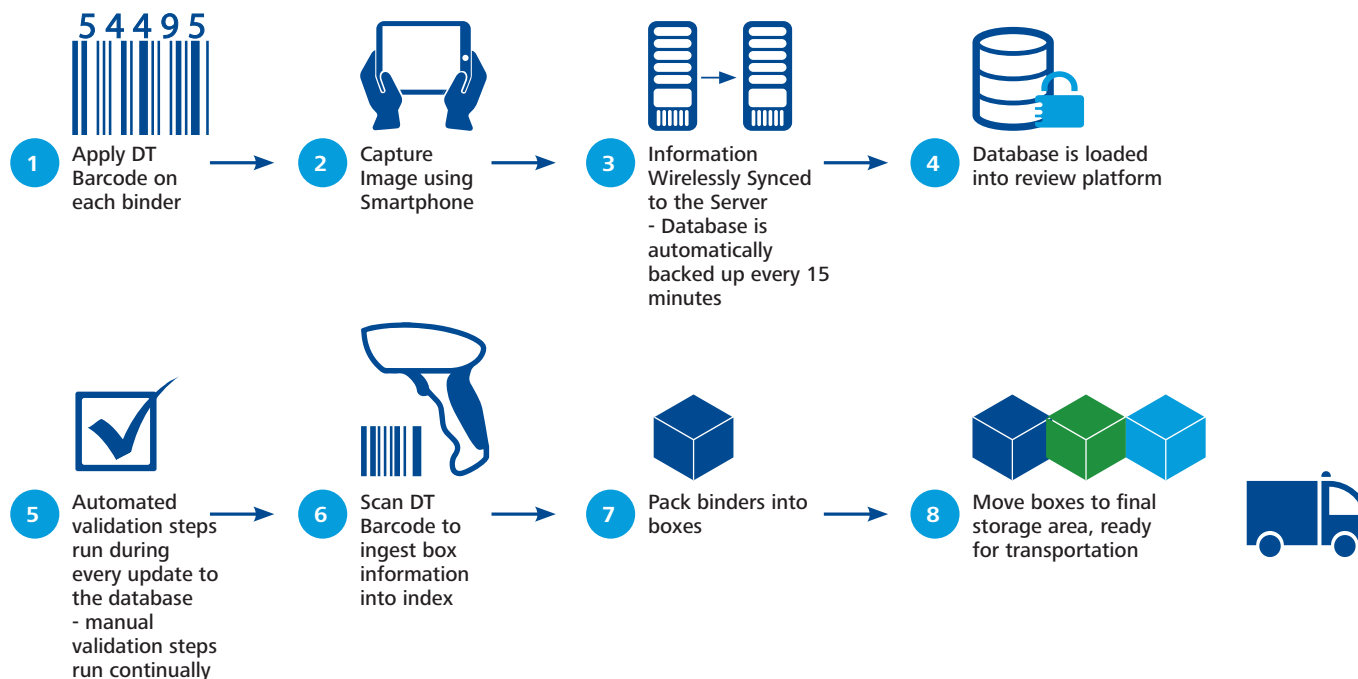 54495
1
Apply DT
Barcode on
each binder
2
Capture
Image using
Smartphone
3
Information
Wirelessly Synced
to the Server
- Database is
automatically
backed up every 15
minutes
4
Database is loaded
into review platform
5
Automated
validation steps
run during
every update to
the database
- manual
validation steps
run continually
6
Scan DT
Barcode to
ingest box
information
into index
7
Pack binders into
boxes
8
Move boxes to final
storage area, ready
for transportation